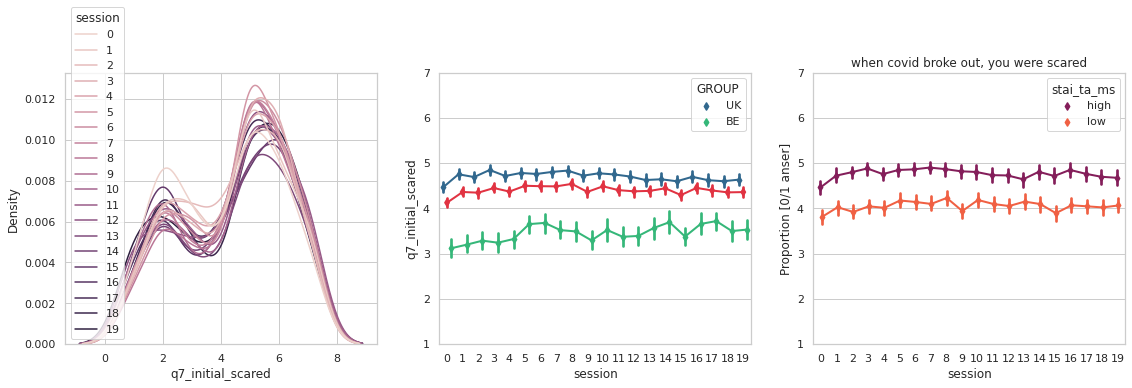 session
0
1
2
3
4
5
6
7
8
9
10
11
12
13
14
15
16
17
18
19
0.012
0.010
0.008
0.006
0.004
0.002
0.000
Density
0 2 4 6 8
q7_initial_scared
GROUP
UK
BE
7
6
5
4
3
2
1
q7_initial_scared
0 1 2 3 4 5 6 7 8 9 10 11 12 13 14 15 16 17 18 19
session
when covid broke out, you were scared
stai_ta_ms
high
low
7
6
5
4
3
2
1
Proportion [0/1 anser]
0 1 2 3 4 5 6 7 8 9 10 11 12 13 14 15 16 17 18 19
session